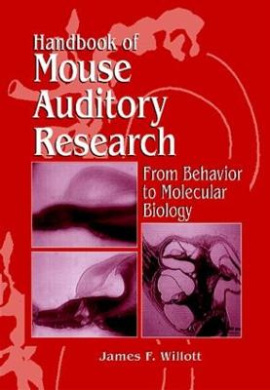 Handbook of
Mouse
Auditory
Research
From Behavior
to Molecular
Biology
James F. Willott